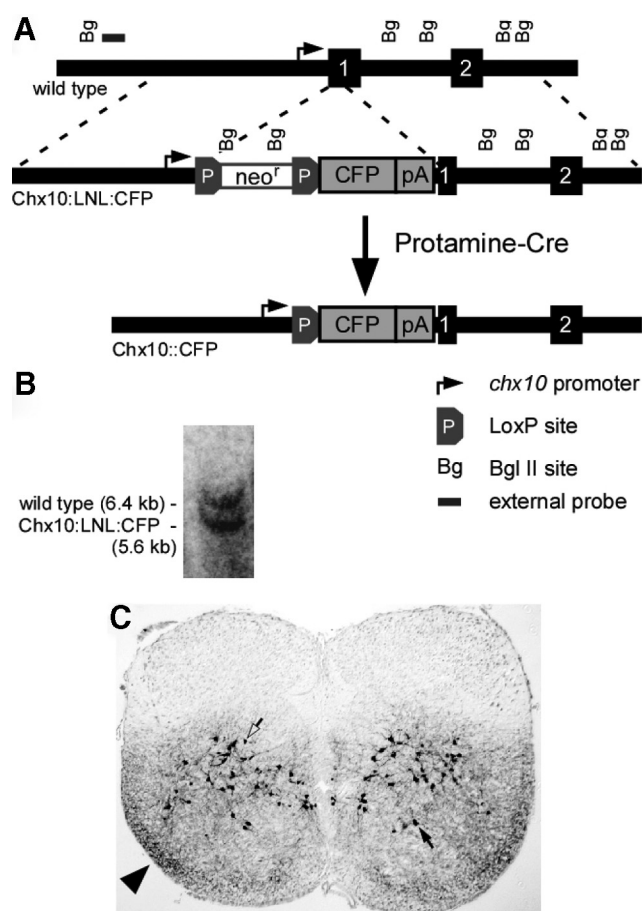 A
Bg
Bg Bg Bg Bg
1 2
wild type
Bg Bg Bg Bg Bg Bg
P neoʳ P CFP pA 1 2
Chx10:LNL:CFP
Protamine-Cre
P CFP pA 1 2
Chx10::CFP
B
wild type (6.4 kb) -
Chx10:LNL:CFP -
(5.6 kb)
chx10 promoter
P LoxP site
Bg Bgl II site
external probe
C